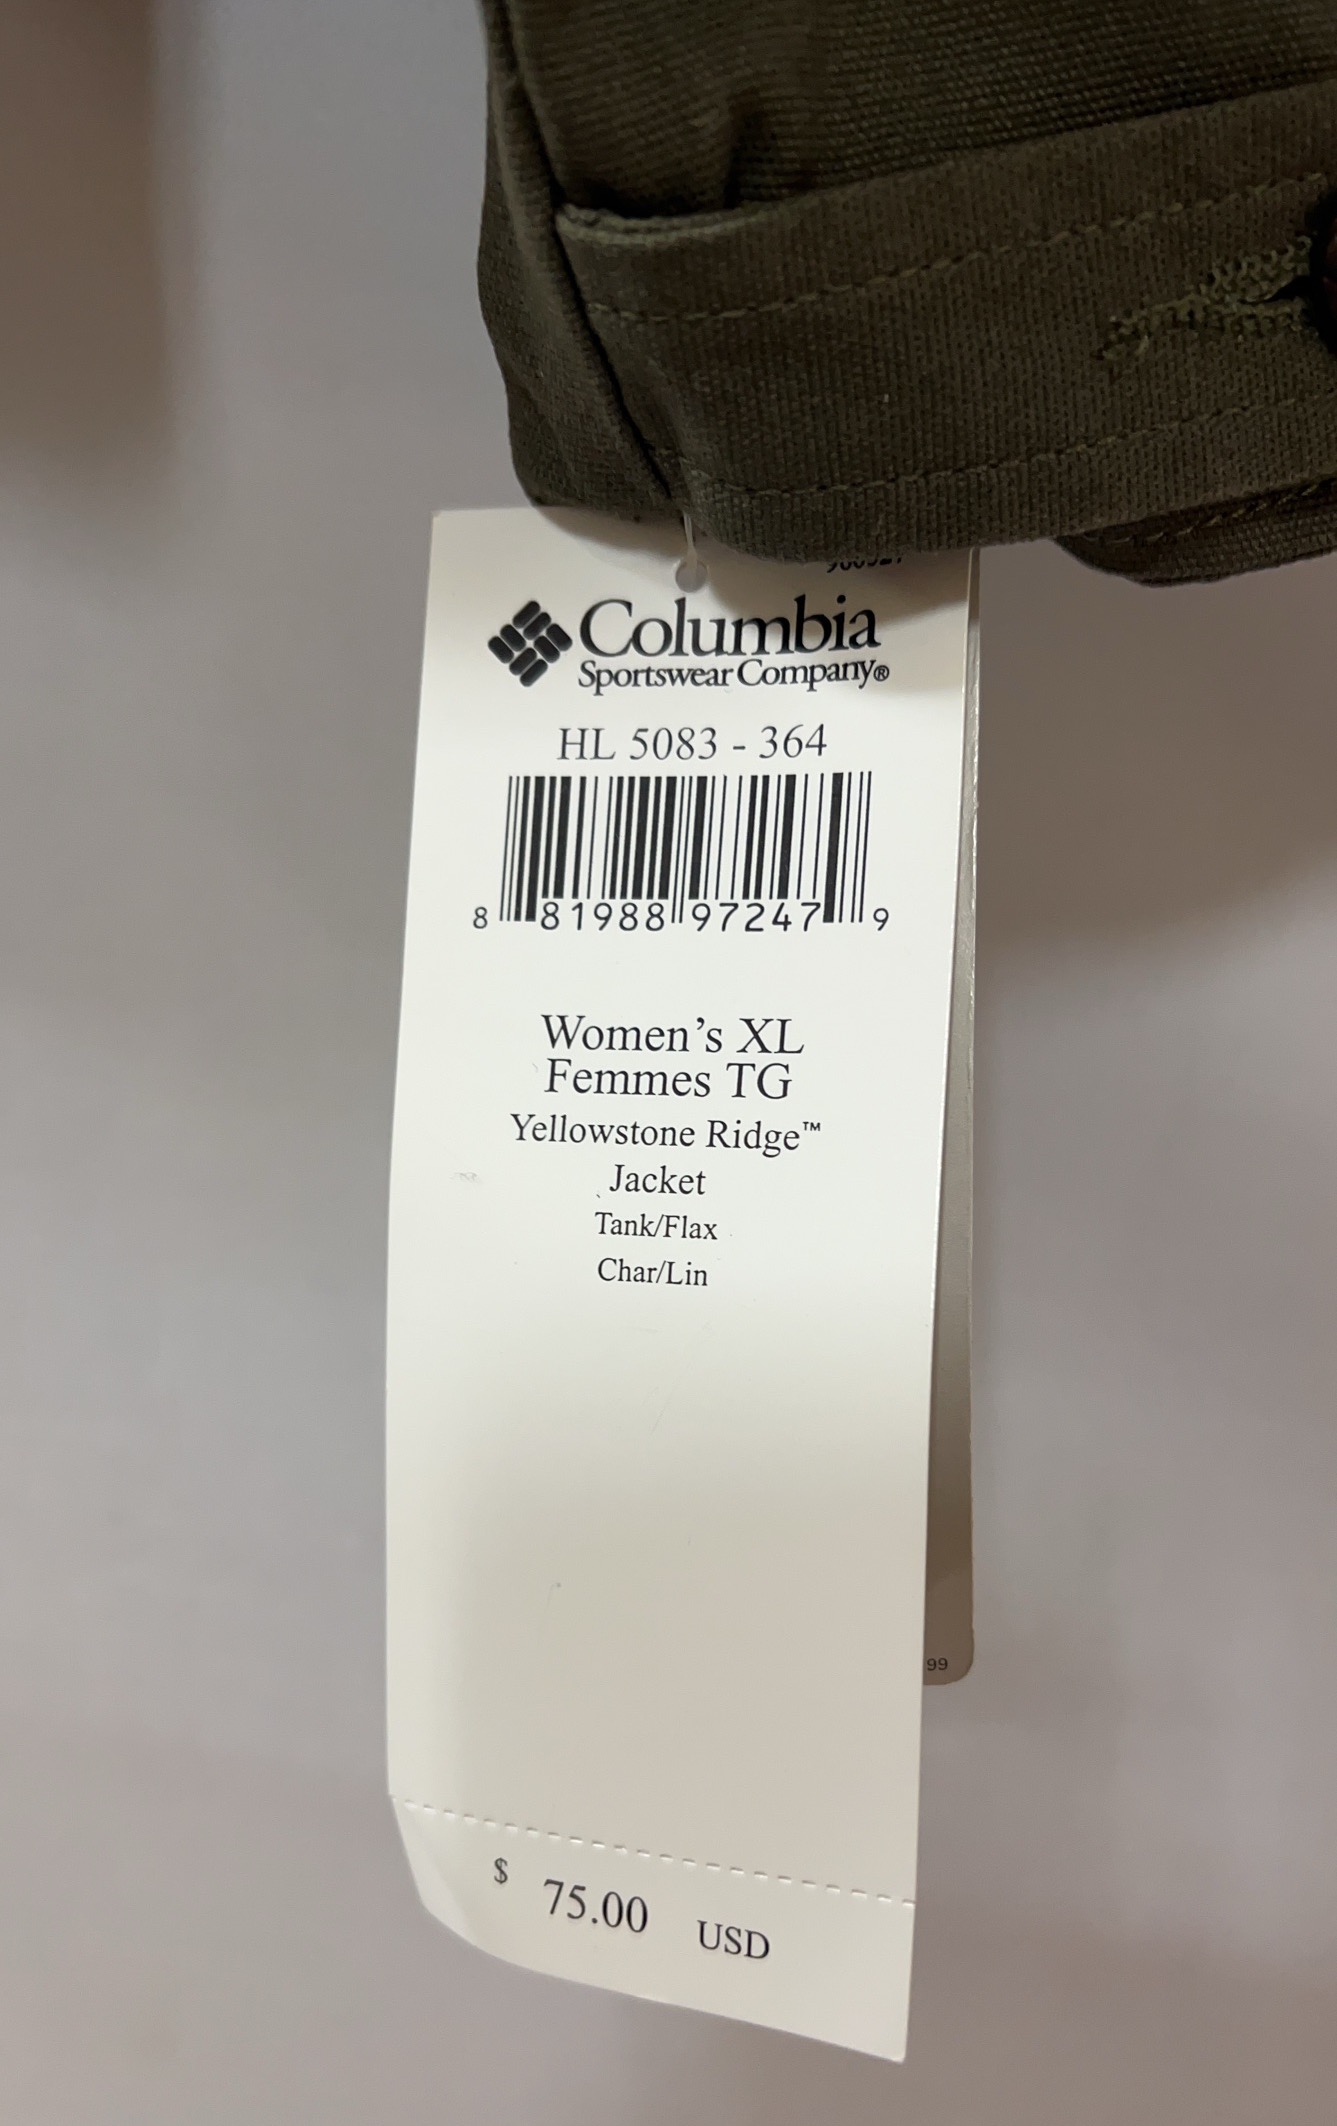 Columbia
Sportswear Company®
HL 5083 - 364
8 81988 97247 9
Women's XL
Femmes TG
Yellowstone Ridge™
Jacket
Tank/Flax
Char/Lin
99
$ 75.00 USD